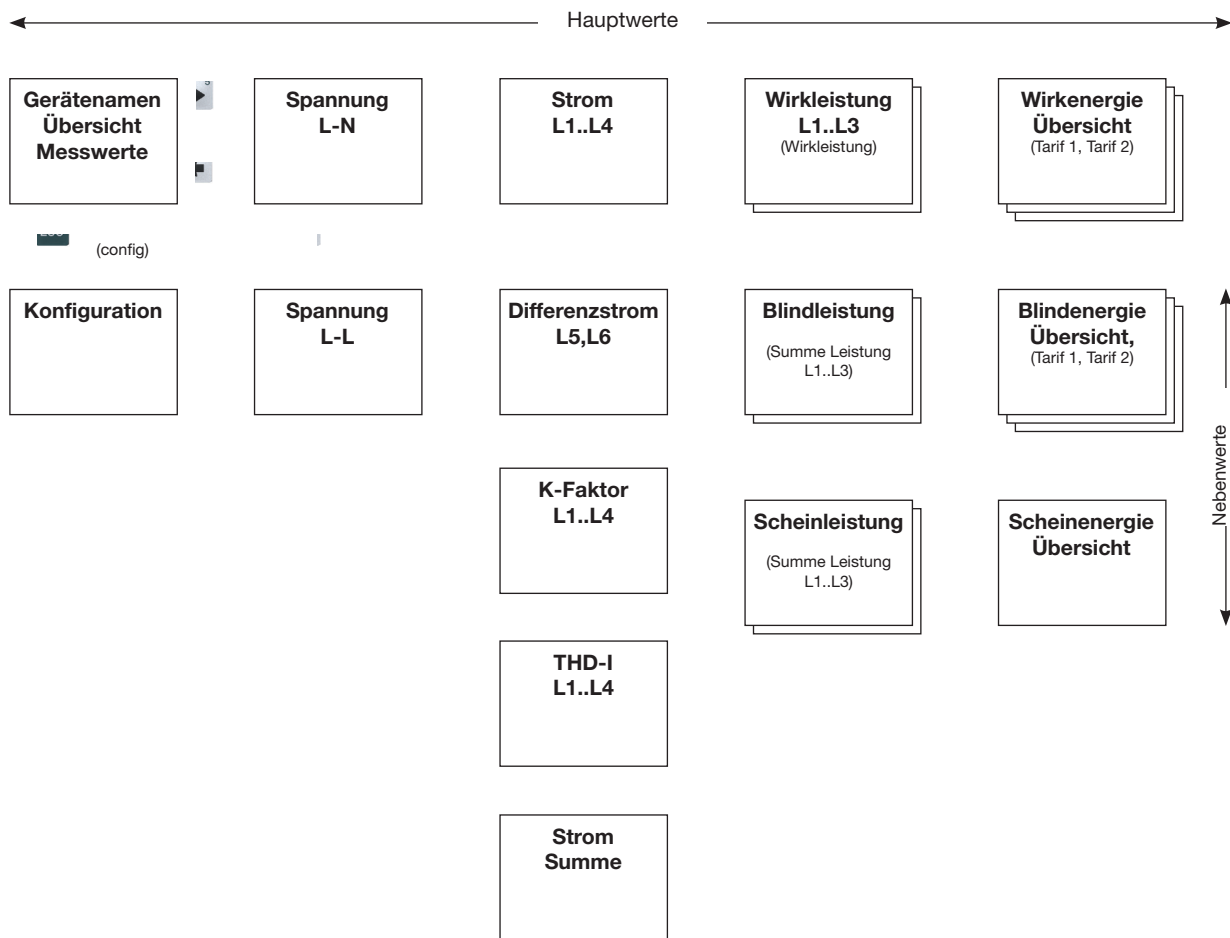 Hauptwerte
Gerätenamen
Übersicht
Messwerte
Spannung
L-N
Strom
L1..L4
Wirkleistung
L1..L3
(Wirkleistung)
Wirkenergie
Übersicht
(Tarif 1, Tarif 2)
(config)
Konfiguration
Spannung
L-L
Differenzstrom
L5,L6
Blindleistung
(Summe Leistung
L1..L3)
Blindenergie
Übersicht,
(Tarif 1, Tarif 2)
Nebenwerte
K-Faktor
L1..L4
Scheinleistung
(Summe Leistung
L1..L3)
Scheinenergie
Übersicht
THD-I
L1..L4
Strom
Summe